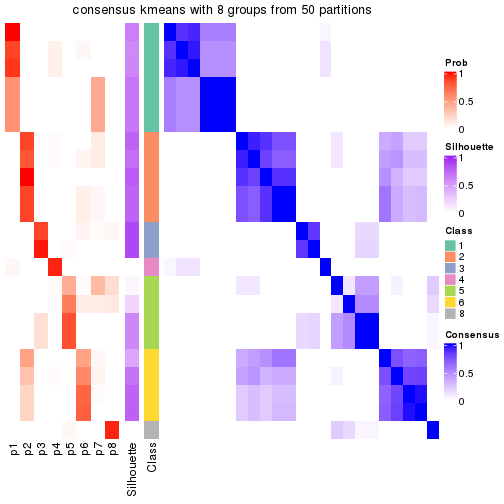 consensus kmeans with 8 groups from 50 partitions
Prob
1
0.5
0
Silhouette
1
0.5
0
Class
1
2
3
4
5
6
8
Consensus
1
0.5
0
p1
p2
p3
p4
p5
p6
p7
p8
Silhouette
Class